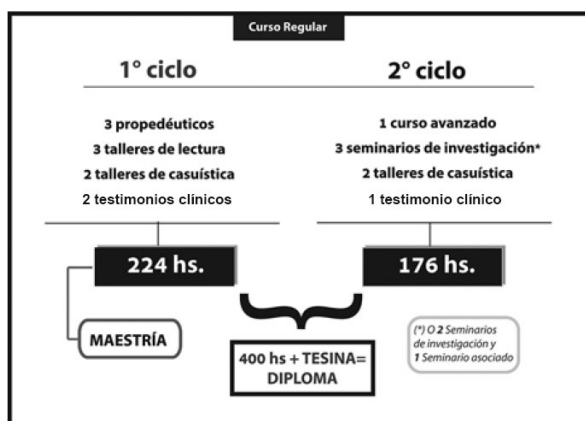 Curso Regular
1° ciclo
2° ciclo
3 propedéuticos
3 talleres de lectura
2 talleres de casuística
2 testimonios clínicos
1 curso avanzado
3 seminarios de investigación*
2 talleres de casuística
1 testimonio clínico
224 hs.
176 hs.
MAESTRÍA
400 hs + TESINA=
DIPLOMA
(*) O 2 Seminarios
de investigación y
1 Seminario asociado